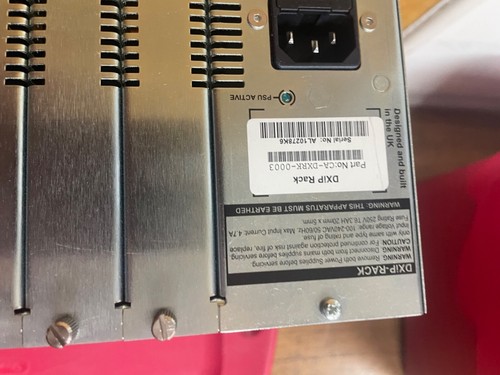 DXIP-RACK
WARNING. Remove both Power Supplies before servicing
WARNING. Disconnect from both mains before servicing
CAUTION. For continued protection against risk of fire, replace
only with same type and rating of fuse.
Input voltage range: 100-240VAC 50/60Hz Max Input Current: 4.7A
Fuse Rating 250V T6.3AH 20mm x 5mm
WARNING. THIS APPARATUS MUST BE EARTHED
DXiP Rack
Part No:CA-DXRK-0003
Serial No: AL10278K6
Designed and built
in the UK
PSU ACTIVE